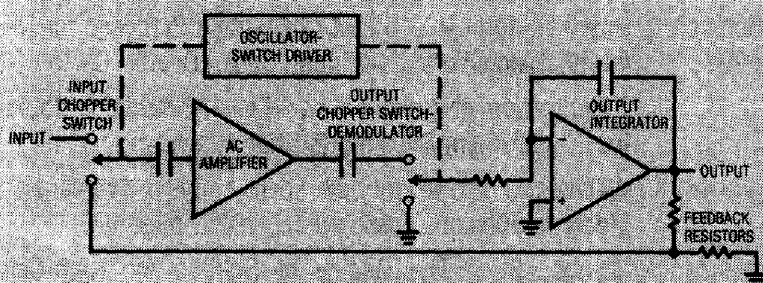 OSCILLATOR-
SWITCH DRIVER
INPUT
CHOPPER
SWITCH
OUTPUT
CHOPPER SWITCH-
DEMODULATOR
INPUT
AC
AMPLIFIER
OUTPUT
INTEGRATOR
−
+
OUTPUT
FEEDBACK
RESISTORS